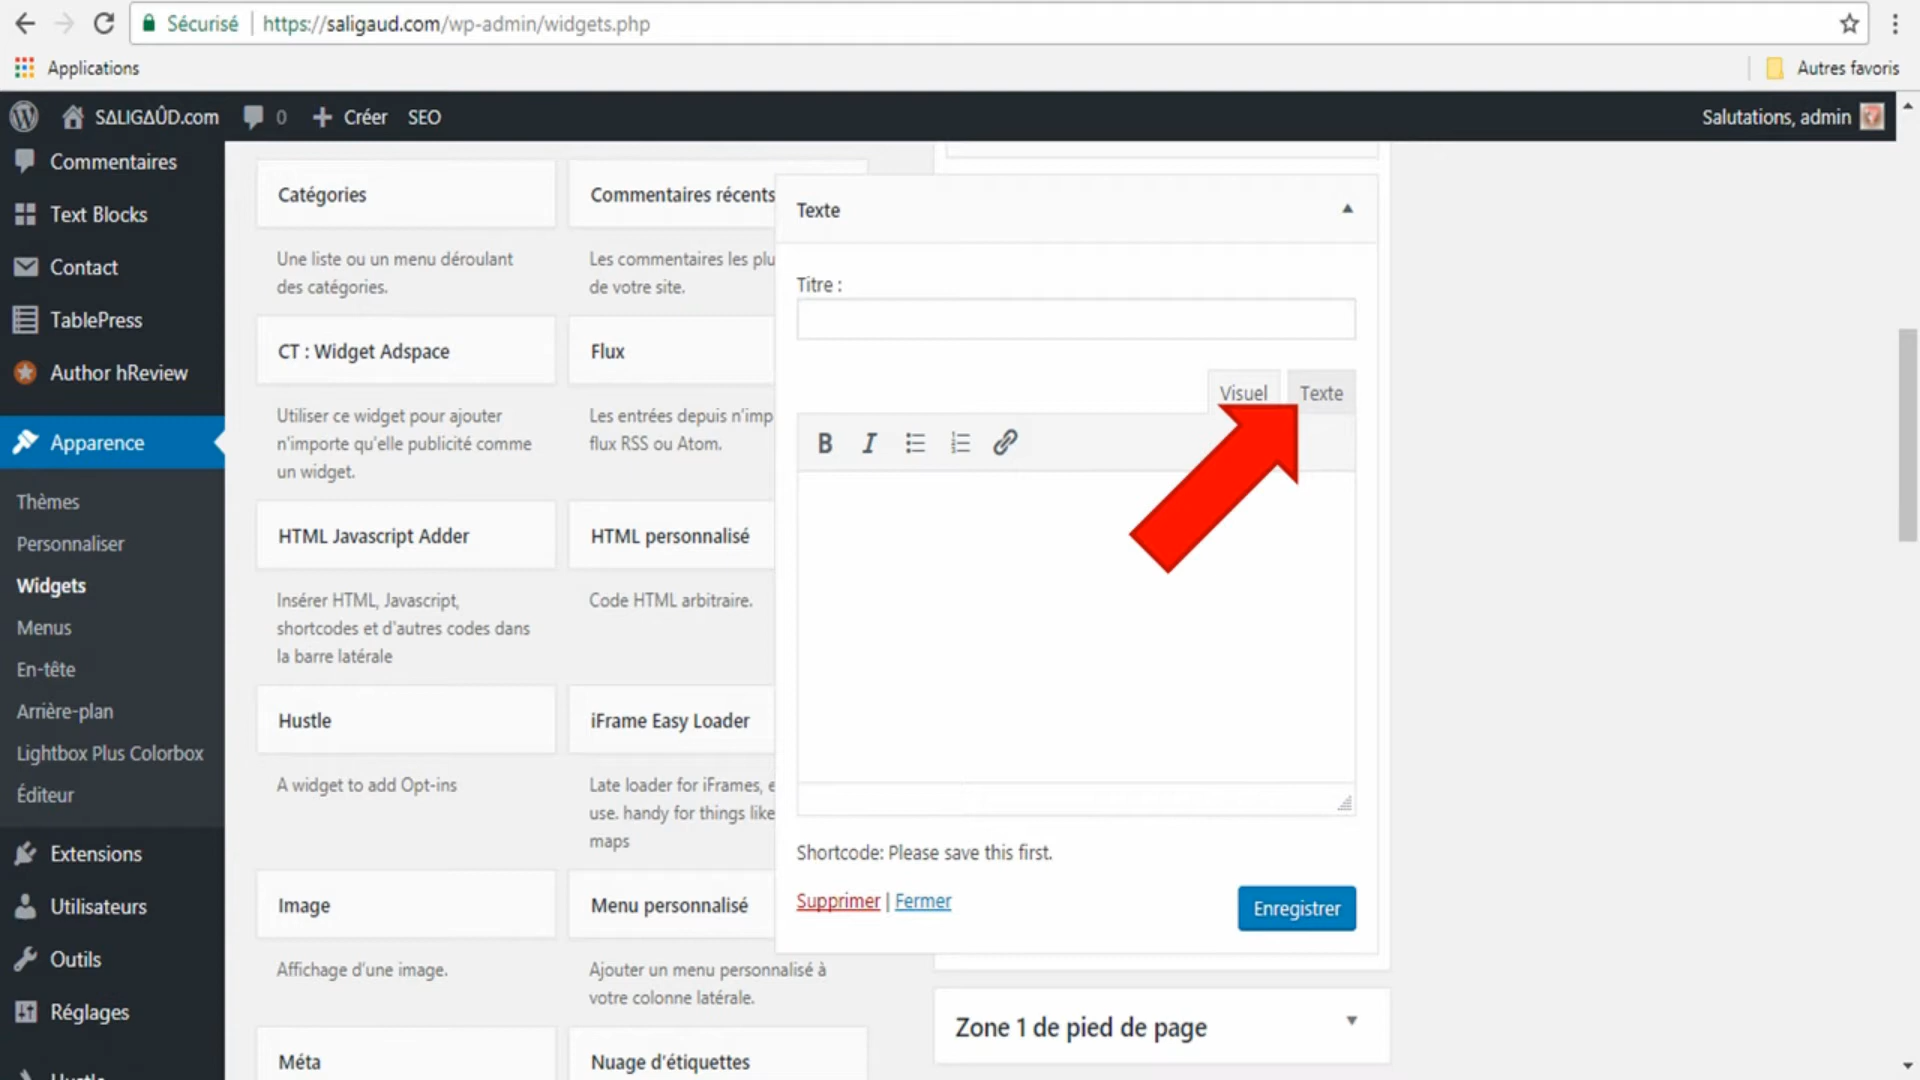 Sécurisé | https://saligaud.com/wp-admin/widgets.php
Applications
Autres favoris
SΔLIGΔÛD.com
0
Créer
SEO
Salutations, admin
Commentaires
Text Blocks
Contact
TablePress
Author hReview
Apparence
Thèmes
Personnaliser
Widgets
Menus
En-tête
Arrière-plan
Lightbox Plus Colorbox
Éditeur
Extensions
Utilisateurs
Outils
Réglages
Catégories
Une liste ou un menu déroulant
des catégories.
CT : Widget Adspace
Utiliser ce widget pour ajouter
n'importe qu'elle publicité comme
un widget.
HTML Javascript Adder
Insérer HTML, Javascript,
shortcodes et d'autres codes dans
la barre latérale
Hustle
A widget to add Opt-ins
Image
Affichage d'une image.
Méta
Commentaires récents
Les commentaires les plu
de votre site.
Flux
Les entrées depuis n'imp
flux RSS ou Atom.
HTML personnalisé
Code HTML arbitraire.
iFrame Easy Loader
Late loader for iFrames, e
use. handy for things like
maps
Menu personnalisé
Ajouter un menu personnalisé à
votre colonne latérale.
Nuage d'étiquettes
Texte
Titre :
Visuel
Texte
B I
Shortcode: Please save this first.
Supprimer | Fermer
Enregistrer
Zone 1 de pied de page